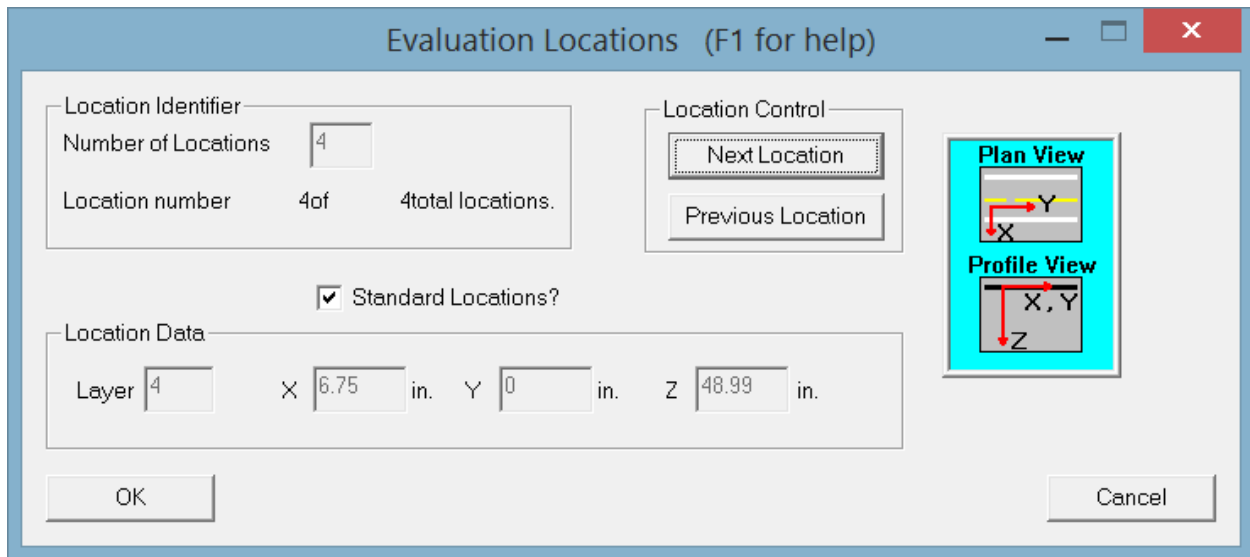 Evaluation Locations (F1 for help)
Location Identifier
Number of Locations 4
Location number 4of 4total locations.
Location Control
Next Location
Previous Location
Plan View
Y
X
Profile View
X, Y
Z
Standard Locations?
Location Data
Layer 4 X 6.75 in. Y 0 in. Z 48.99 in.
OK
Cancel